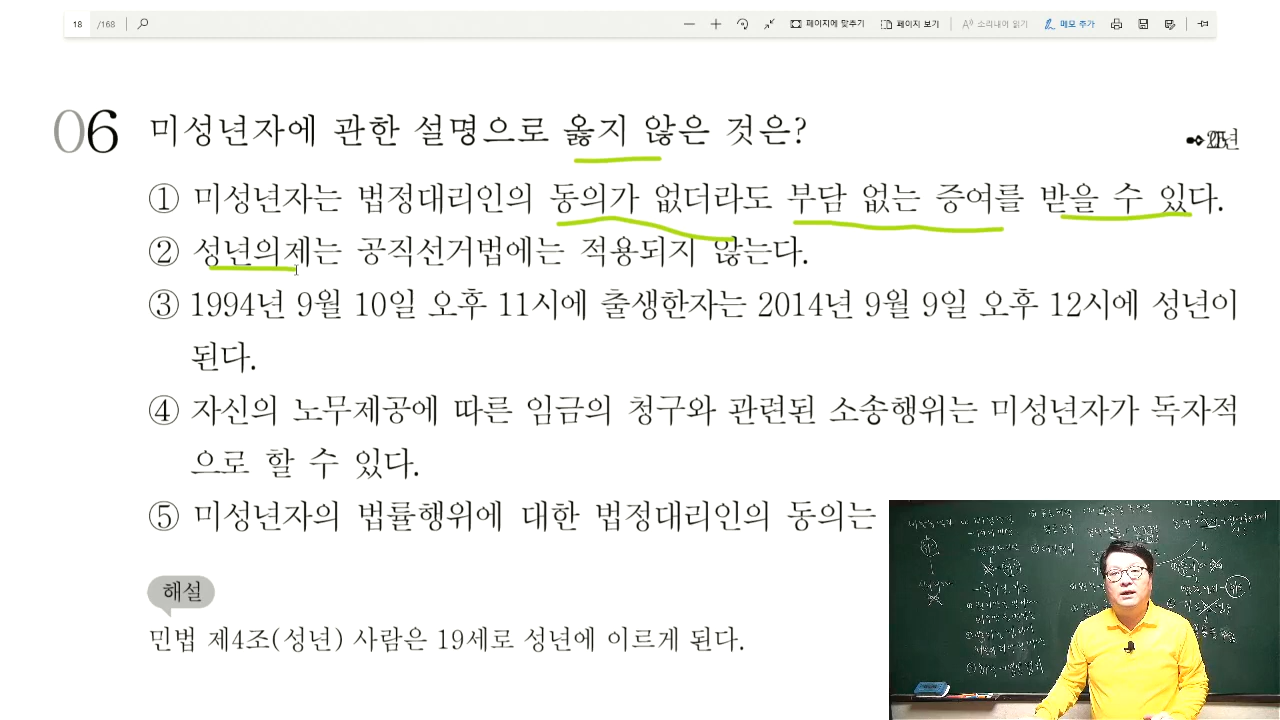 18 /168 페이지에 맞추기 페이지 보기 소리내어 읽기 메모 추가
06 미성년자에 관한 설명으로 옳지 않은 것은?
① 미성년자는 법정대리인의 동의가 없더라도 부담 없는 증여를 받을 수 있다.
② 성년의제는 공직선거법에는 적용되지 않는다.
③ 1994년 9월 10일 오후 11시에 출생한자는 2014년 9월 9일 오후 12시에 성년이
된다.
④ 자신의 노무제공에 따른 임금의 청구와 관련된 소송행위는 미성년자가 독자적
으로 할 수 있다.
⑤ 미성년자의 법률행위에 대한 법정대리인의 동의는
해설
민법 제4조(성년) 사람은 19세로 성년에 이르게 된다.